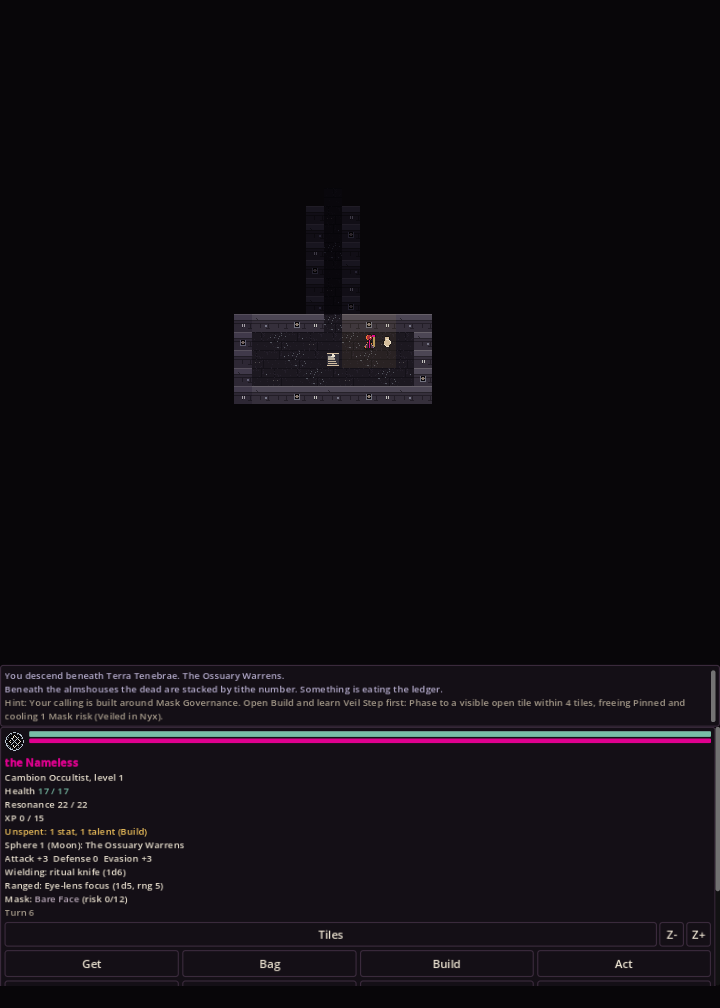 You descend beneath Terra Tenebrae. The Ossuary Warrens.
Beneath the almshouses the dead are stacked by tithe number. Something is eating the ledger.
Hint: Your calling is built around Mask Governance. Open Build and learn Veil Step first: Phase to a visible open tile within 4 tiles, freeing Pinned and
cooling 1 Mask risk (Veiled in Nyx).
the Nameless
Cambion Occultist, level 1
Health 17 / 17
Resonance 22 / 22
XP 0 / 15
Unspent: 1 stat, 1 talent (Build)
Sphere 1 (Moon): The Ossuary Warrens
Attack +3 Defense 0 Evasion +3
Wielding: ritual knife (1d6)
Ranged: Eye-lens focus (1d5, rng 5)
Mask: Bare Face (risk 0/12)
Turn 6
Tiles Z- Z+
Get Bag Build Act